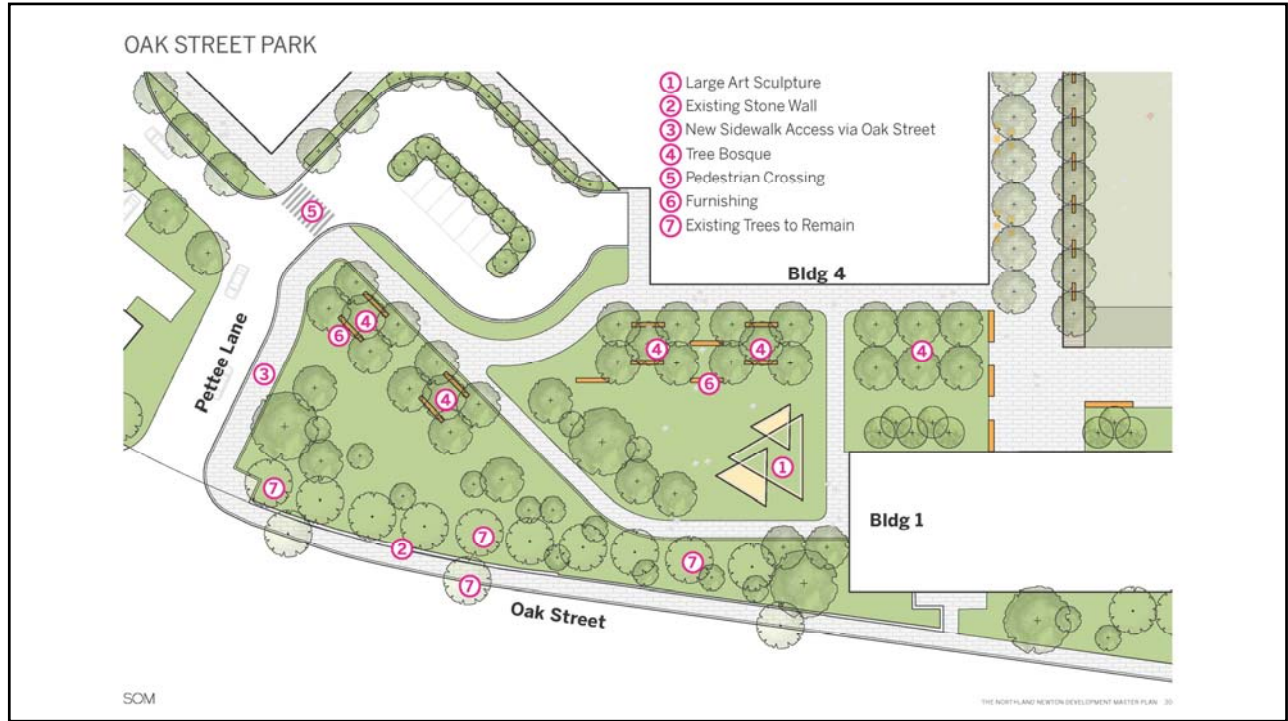 OAK STREET PARK
1 Large Art Sculpture
2 Existing Stone Wall
3 New Sidewalk Access via Oak Street
4 Tree Bosque
5 Pedestrian Crossing
6 Furnishing
7 Existing Trees to Remain
5
Bldg 4
4
6
4
4
4
6
3
Pettee Lane
4
1
7
Bldg 1
7
2
7
7
Oak Street
SOM
THE NORTHLAND NEWTON DEVELOPMENT MASTER PLAN 30